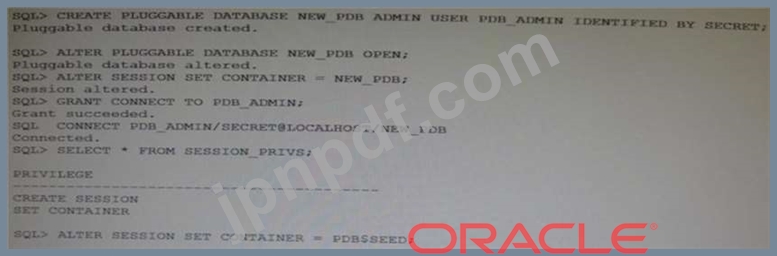 SQL> CREATE PLUGGABLE DATABASE NEW_PDB ADMIN USER PDB_ADMIN IDENTIFIED BY SECRET;
Pluggable database created.
SQL> ALTER PLUGGABLE DATABASE NEW_PDB OPEN;
Pluggable database altered.
SQL> ALTER SESSION SET CONTAINER = NEW_PDB;
Session altered.
SQL> GRANT CONNECT TO PDB_ADMIN;
Grant succeeded.
SQL CONNECT PDB_ADMIN/SECRET@LOCALHOST/NEW_PDB
Connected.
SQL> SELECT * FROM SESSION_PRIVS;
PRIVILEGE
----------------------------------------
CREATE SESSION
SET CONTAINER
SQL> ALTER SESSION SET CONTAINER = PDB$SEED;
ORACLE
jpnpdf.com